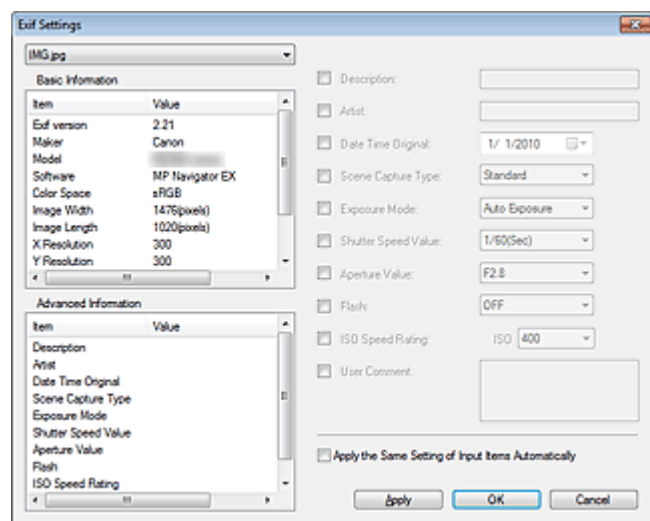 Exif Settings
IMG.jpg
Basic Information
Item Value
Exif version 2.21
Maker Canon
Model
Software MP Navigator EX
Color Space sRGB
Image Width 1476(pixels)
Image Length 1020(pixels)
X Resolution 300
Y Resolution 300
Advanced Information
Item Value
Description
Artist
Date Time Original
Scene Capture Type
Exposure Mode
Shutter Speed Value
Aperture Value
Flash
ISO Speed Rating
Description:
Artist:
Date Time Original: 1/ 1/2010
Scene Capture Type: Standard
Exposure Mode: Auto Exposure
Shutter Speed Value: 1/60(Sec)
Aperture Value: F2.8
Flash: OFF
ISO Speed Rating: ISO 400
User Comment:
Apply the Same Setting of Input Items Automatically
Apply OK Cancel